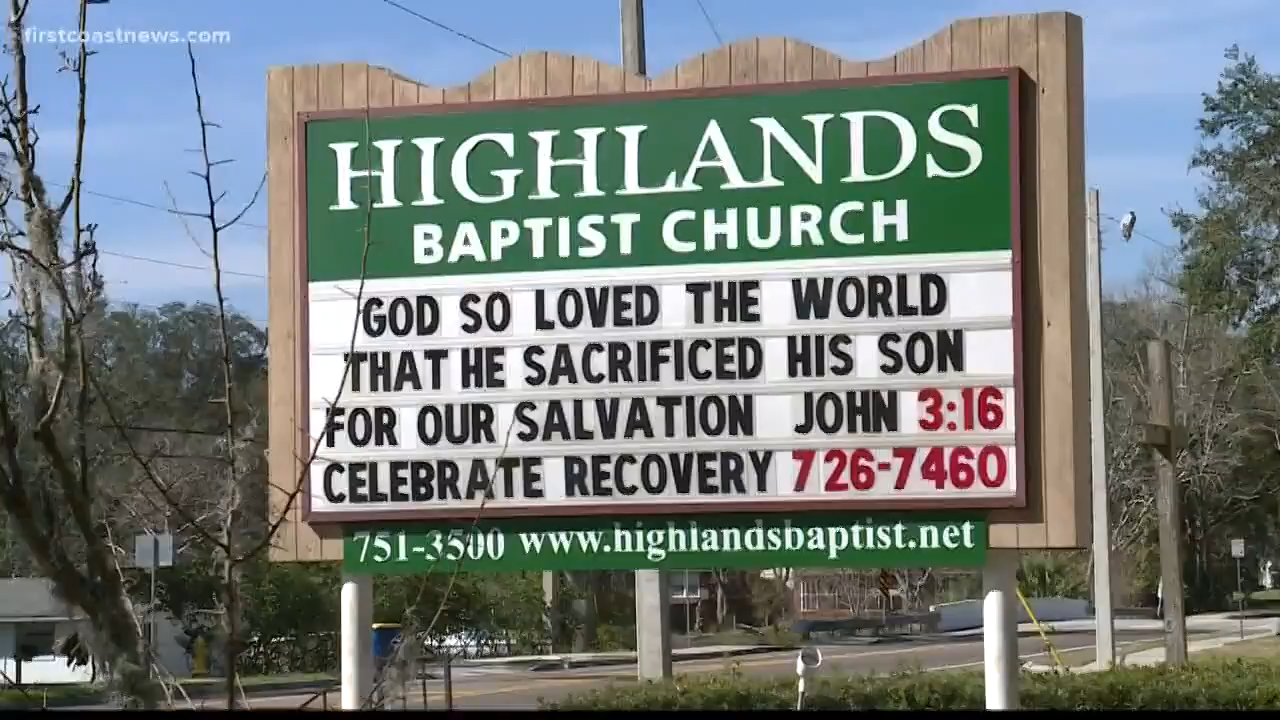 firstcoastnews.com
HIGHLANDS
BAPTIST CHURCH
GOD SO LOVED THE WORLD
THAT HE SACRIFICED HIS SON
FOR OUR SALVATION JOHN 3:16
CELEBRATE RECOVERY 726-7460
751-3500 www.highlandsbaptist.net